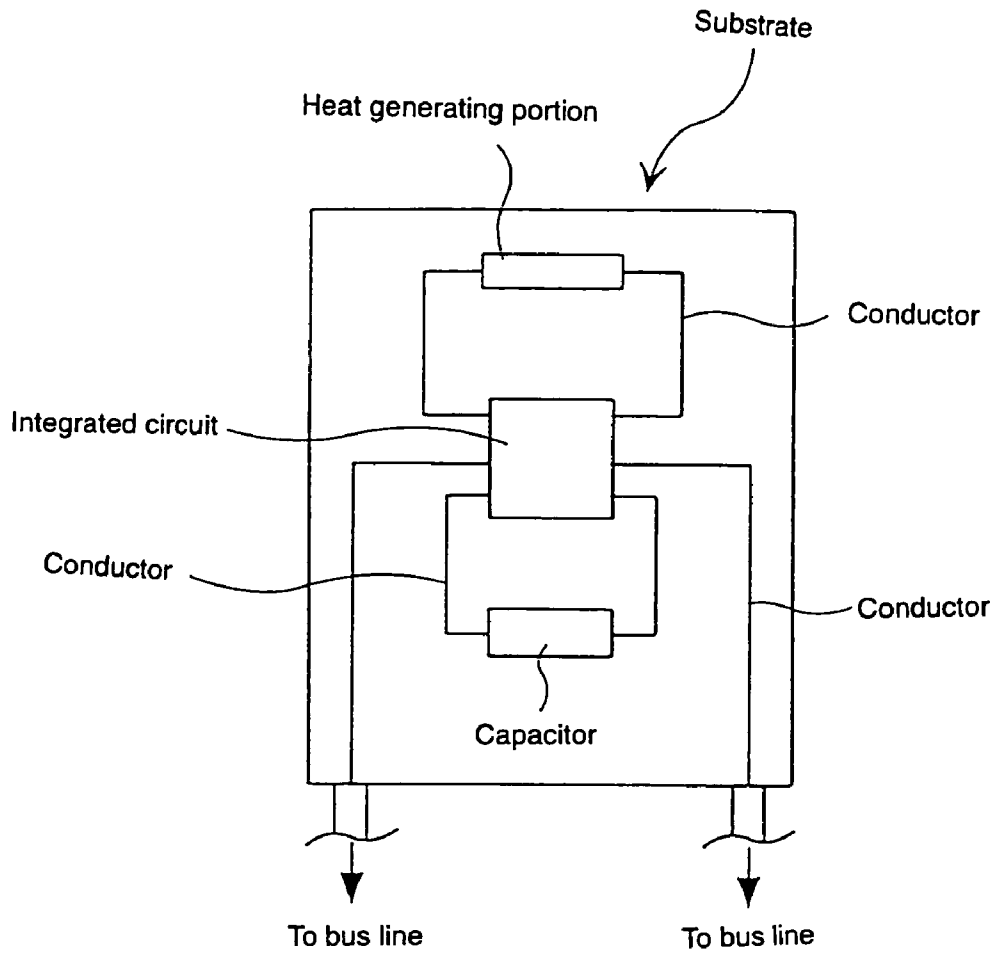 Substrate
Heat generating portion
Conductor
Integrated circuit
Conductor
Conductor
Capacitor
To bus line
To bus line